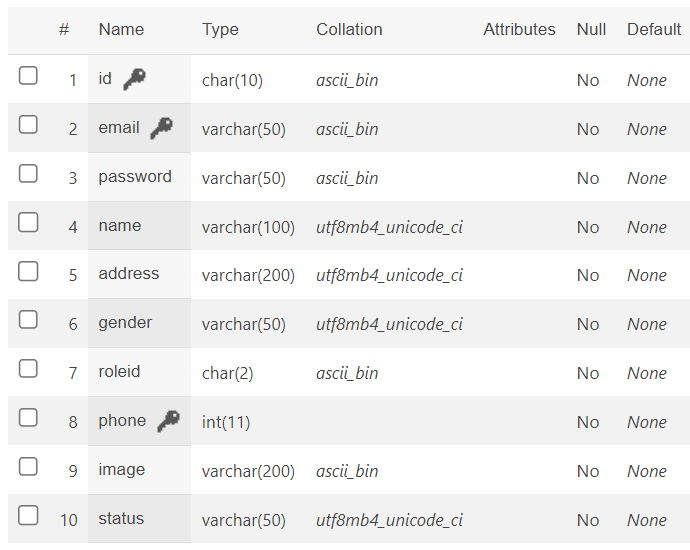 # Name Type Collation Attributes Null Default
1 id char(10) ascii_bin No None
2 email varchar(50) ascii_bin No None
3 password varchar(50) ascii_bin No None
4 name varchar(100) utf8mb4_unicode_ci No None
5 address varchar(200) utf8mb4_unicode_ci No None
6 gender varchar(50) utf8mb4_unicode_ci No None
7 roleid char(2) ascii_bin No None
8 phone int(11) No None
9 image varchar(200) ascii_bin No None
10 status varchar(50) utf8mb4_unicode_ci No None